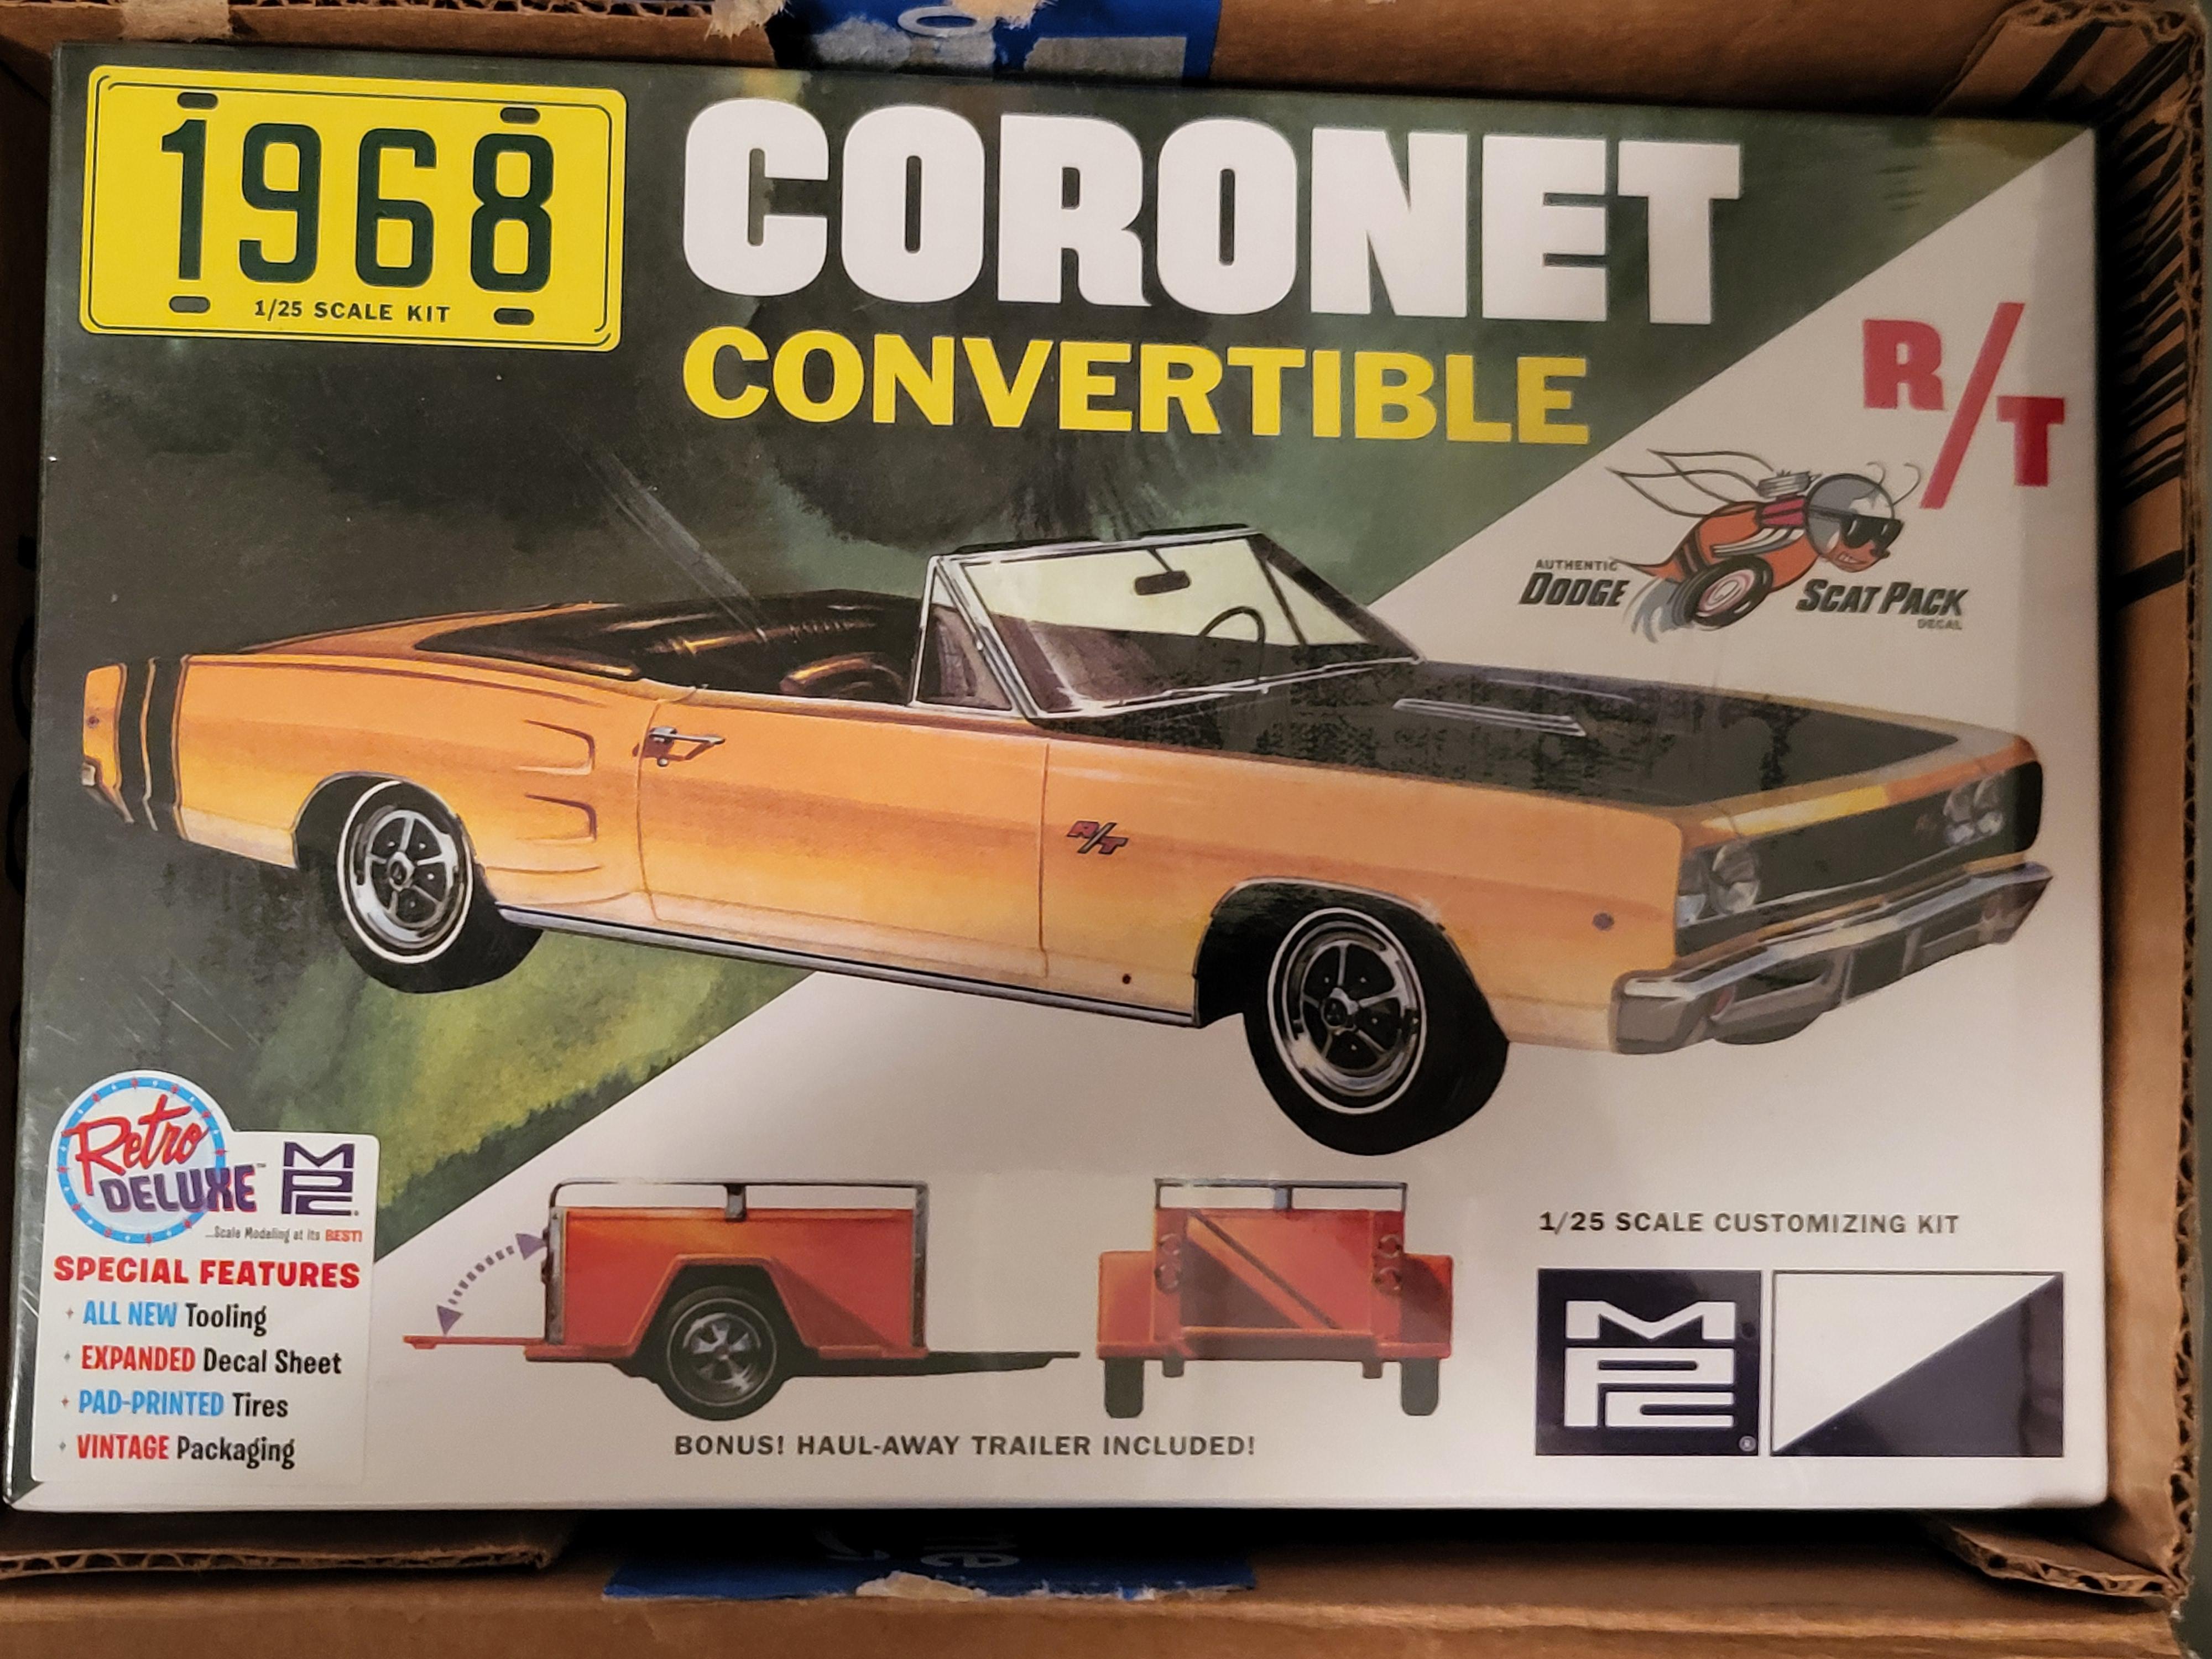 1968
1/25 SCALE KIT
CORONET
CONVERTIBLE
R/T
AUTHENTIC
DODGE SCAT PACK
DECAL
R/T
Retro
DELUXE™
MPC®
...Scale Modeling at its BEST!
SPECIAL FEATURES
ALL NEW Tooling
EXPANDED Decal Sheet
PAD-PRINTED Tires
VINTAGE Packaging
BONUS! HAUL-AWAY TRAILER INCLUDED!
1/25 SCALE CUSTOMIZING KIT
MPC®